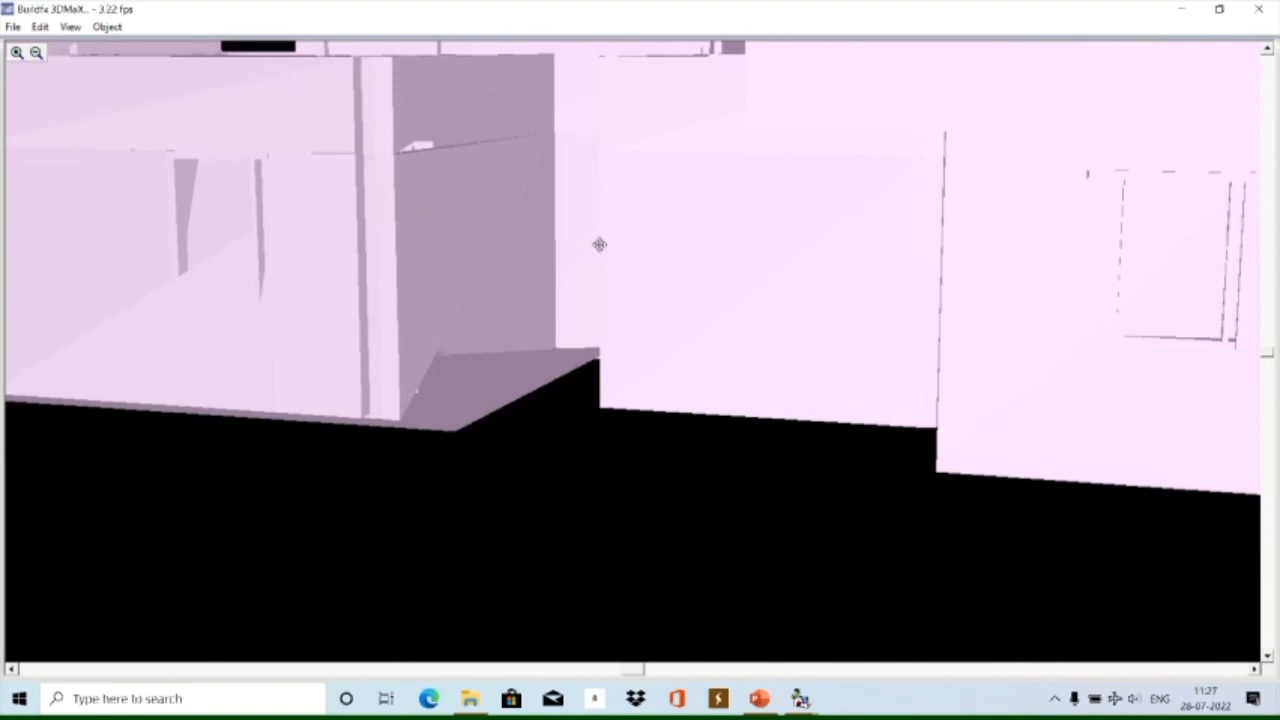 Buildfx 3DMaX.. - 3.22 fps
File Edit View Object
Type here to search
ENG
11:27
28-07-2022